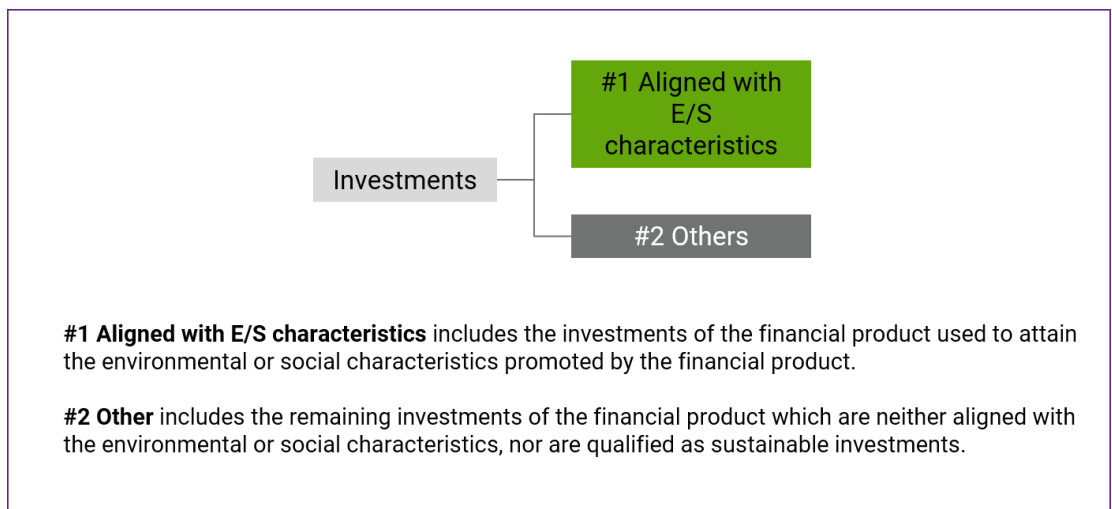 #1 Aligned with
E/S
characteristics
Investments
#2 Others
#1 Aligned with E/S characteristics includes the investments of the financial product used to attain
the environmental or social characteristics promoted by the financial product.
#2 Other includes the remaining investments of the financial product which are neither aligned with
the environmental or social characteristics, nor are qualified as sustainable investments.